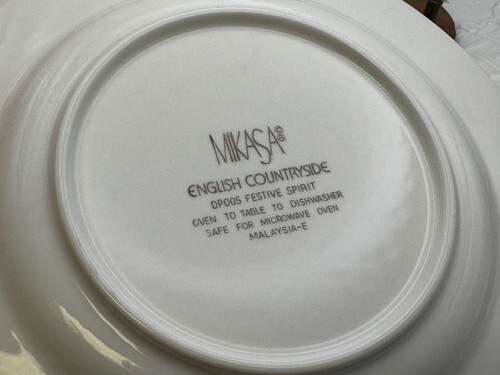 MIKASA©®
ENGLISH COUNTRYSIDE
DP005 FESTIVE SPIRIT
OVEN TO TABLE TO DISHWASHER
SAFE FOR MICROWAVE OVEN
MALAYSIA-E